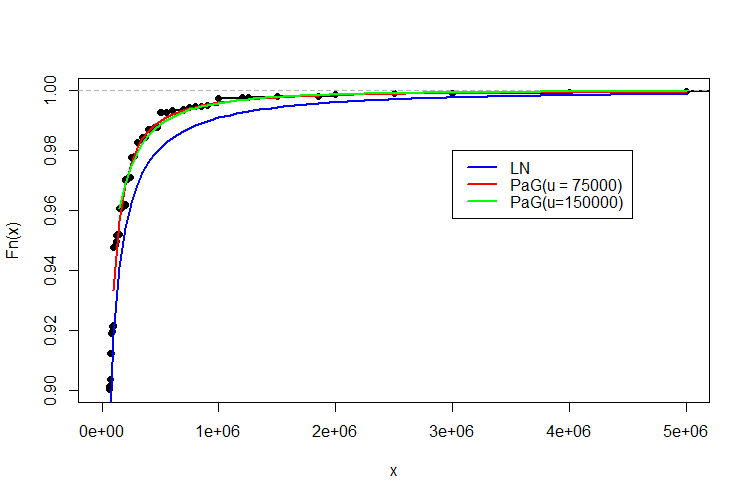 Fn(x)
1.00
0.98
0.96
0.94
0.92
0.90
LN
PaG(u = 75000)
PaG(u=150000)
0e+00 1e+06 2e+06 3e+06 4e+06 5e+06
x